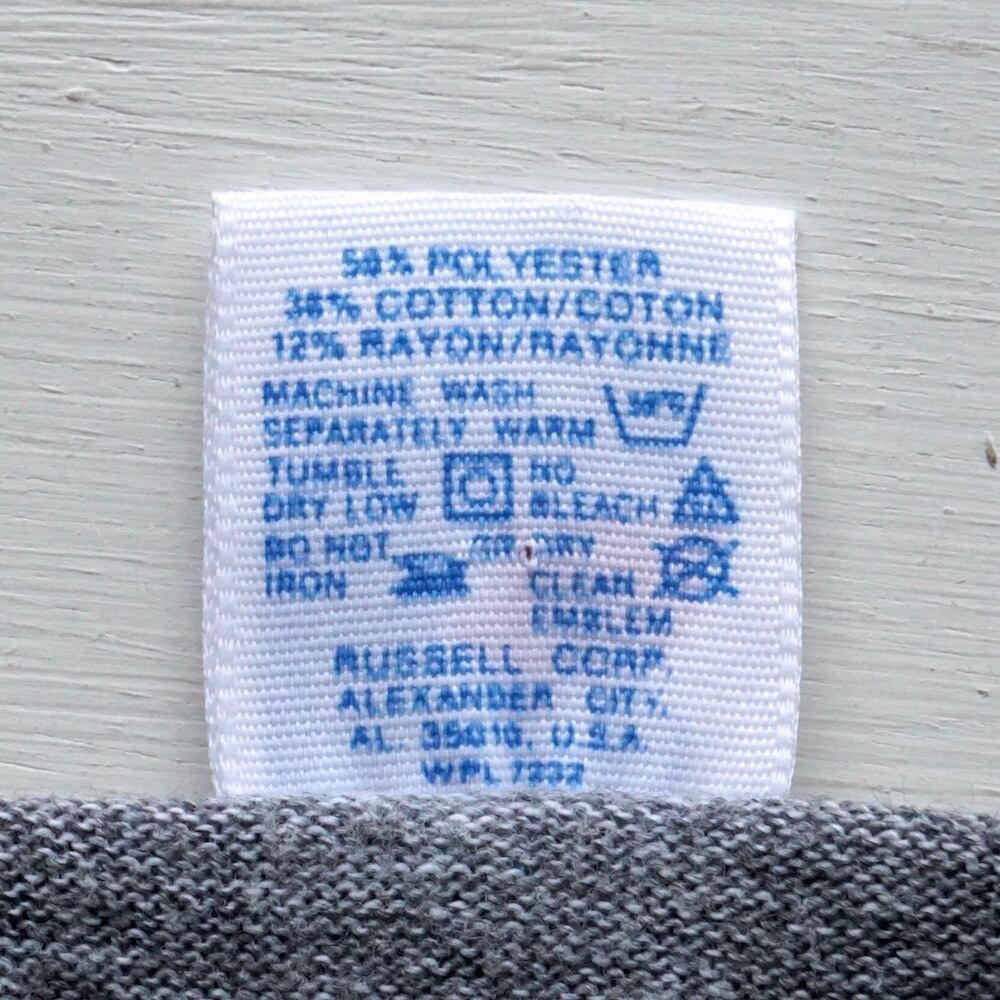 50% POLYESTER
38% COTTON/COTON
12% RAYON/RAYONNE
MACHINE WASH
SEPARATELY WARM
TUMBLE NO
DRY LOW BLEACH
DO NOT OR DRY
IRON CLEAN
EMBLEM
RUSSELL CORP.
ALEXANDER CITY,
AL. 35010, U.S.A.
WPL 7232